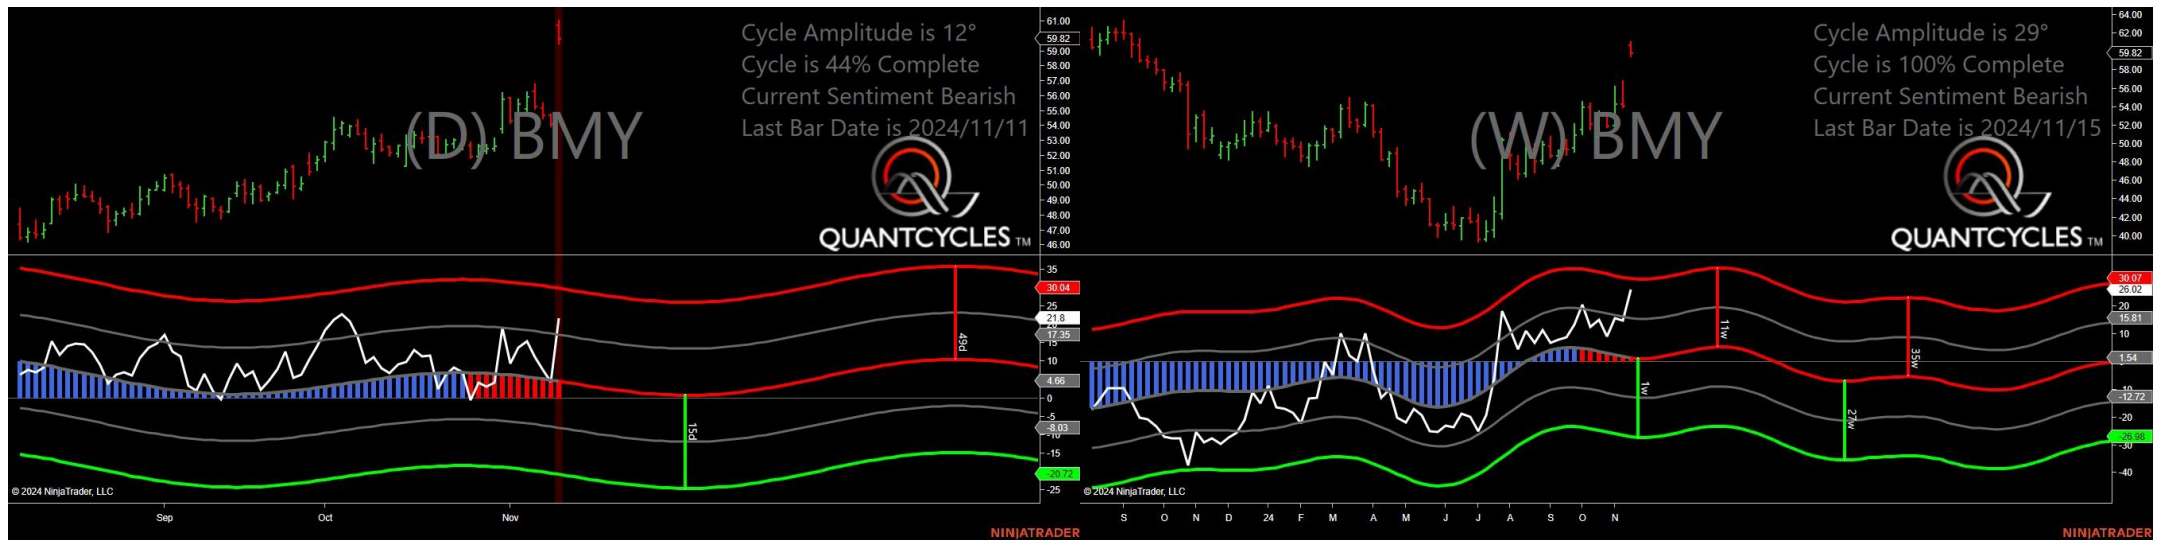 Cycle Amplitude is 12°
Cycle is 44% Complete
Current Sentiment Bearish
Last Bar Date is 2024/11/11
(D) BMY
QUANTCYCLES TM
61.00
59.82
59.00
58.00
57.00
56.00
55.00
54.00
53.00
52.00
51.00
50.00
49.00
48.00
47.00
46.00
35
30.04
25
21.8
17.35
15
10
4.66
0
-5
-8.03
-10
-15
-20.72
-25
49d
15d
© 2024 NinjaTrader, LLC
Sep Oct Nov
NINJATRADER
Cycle Amplitude is 29°
Cycle is 100% Complete
Current Sentiment Bearish
Last Bar Date is 2024/11/15
(W) BMY
QUANTCYCLES TM
64.00
62.00
59.82
58.00
56.00
54.00
52.00
50.00
48.00
46.00
44.00
42.00
40.00
30.07
26.02
20
15.81
10
1.54
-10
-12.72
-20
-26.98
-30
-40
11w
35w
1w
27w
© 2024 NinjaTrader, LLC
S O N D 24 F M A M J J A S O N
NINJATRADER